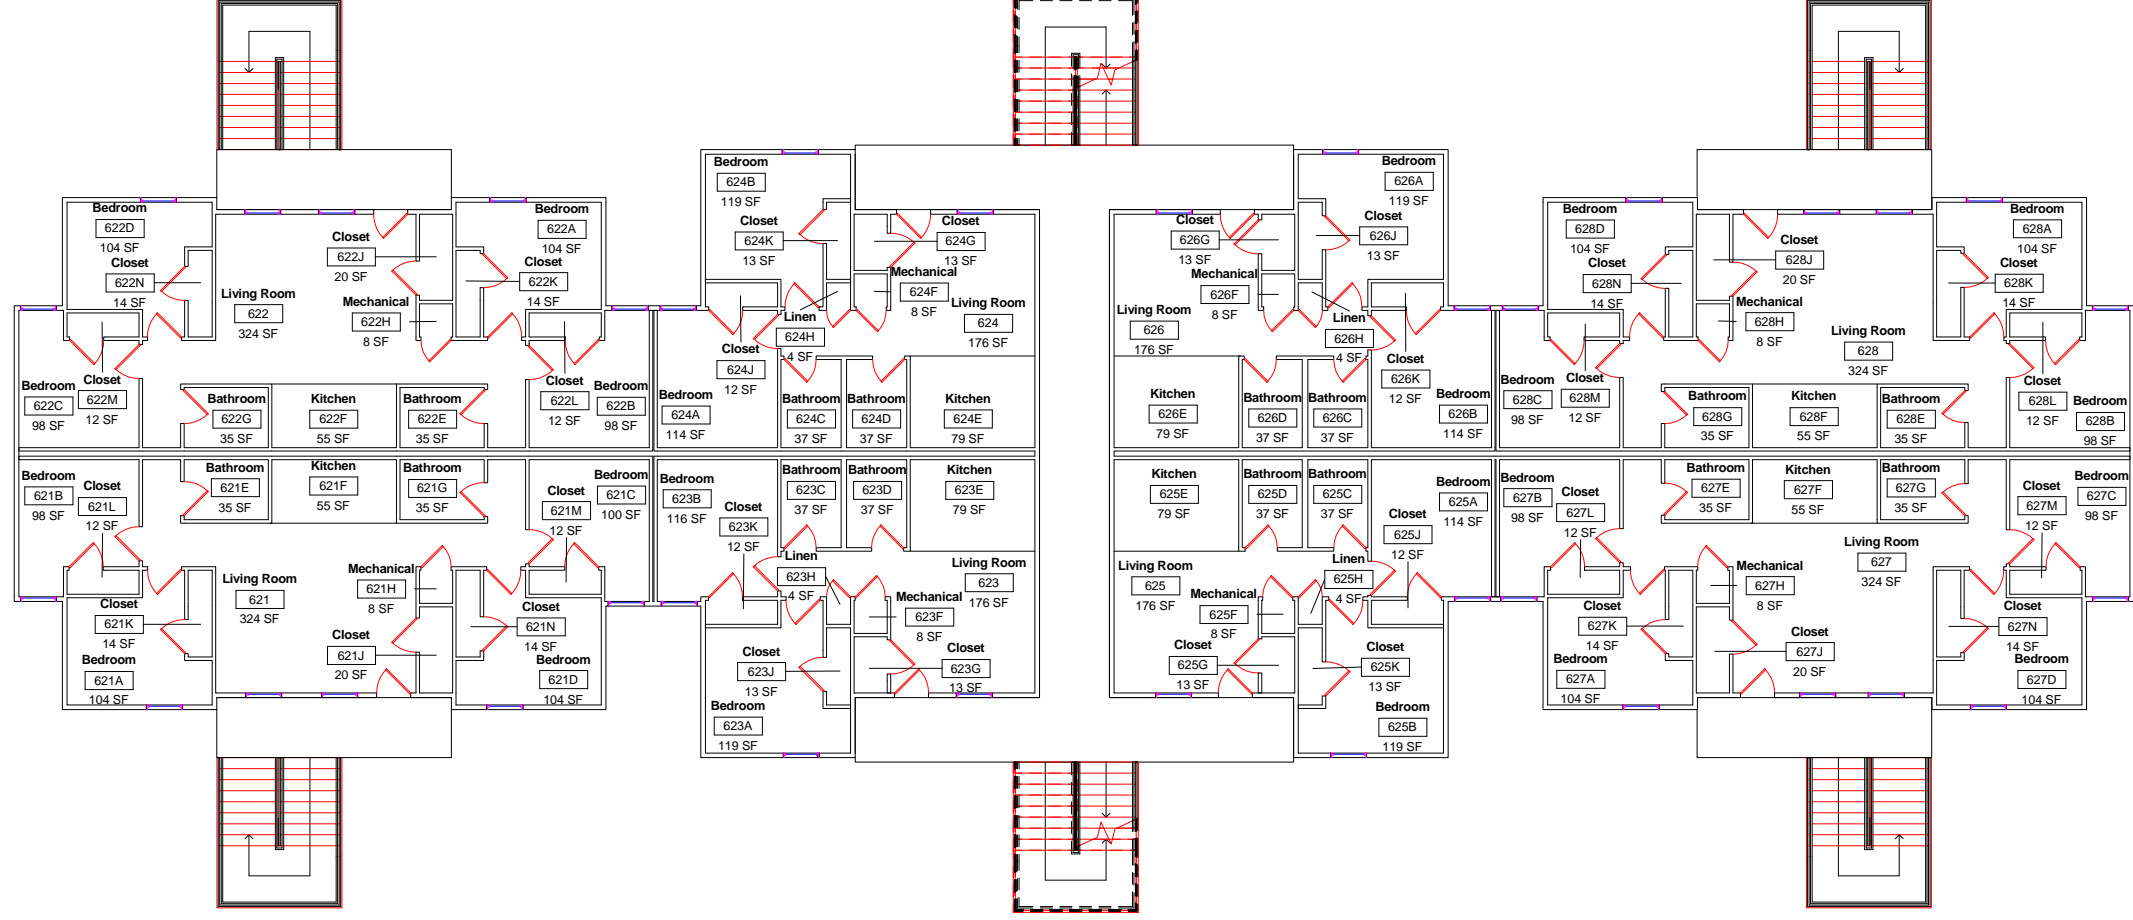 Bedroom
622D
104 SF
Closet
622N
14 SF
Living Room
622
324 SF
Closet
622J
20 SF
Mechanical
622H
8 SF
Bedroom
622A
104 SF
Closet
622K
14 SF
Bedroom
622C
98 SF
Closet
622M
12 SF
Bathroom
622G
35 SF
Kitchen
622F
55 SF
Bathroom
622E
35 SF
Closet
622L
12 SF
Bedroom
622B
98 SF
Bedroom
624B
119 SF
Closet
624K
13 SF
Closet
624G
13 SF
Mechanical
624F
8 SF
Living Room
624
176 SF
Linen
624H
4 SF
Closet
624J
12 SF
Bedroom
624A
114 SF
Bathroom
624C
37 SF
Bathroom
624D
37 SF
Kitchen
624E
79 SF
Bedroom
626A
119 SF
Closet
626G
13 SF
Closet
626J
13 SF
Mechanical
626F
8 SF
Living Room
626
176 SF
Linen
626H
4 SF
Closet
626K
12 SF
Kitchen
626E
79 SF
Bathroom
626D
37 SF
Bathroom
626C
37 SF
Bedroom
626B
114 SF
Bedroom
628D
104 SF
Closet
628N
14 SF
Closet
628J
20 SF
Mechanical
628H
8 SF
Living Room
628
324 SF
Bedroom
628A
104 SF
Closet
628K
14 SF
Bedroom
628C
98 SF
Closet
628M
12 SF
Bathroom
628G
35 SF
Kitchen
628F
55 SF
Bathroom
628E
35 SF
Closet
628L
12 SF
Bedroom
628B
98 SF
Bedroom
621B
98 SF
Closet
621L
12 SF
Bathroom
621E
35 SF
Kitchen
621F
55 SF
Bathroom
621G
35 SF
Closet
621M
12 SF
Bedroom
621C
100 SF
Closet
621K
14 SF
Bedroom
621A
104 SF
Living Room
621
324 SF
Mechanical
621H
8 SF
Closet
621J
20 SF
Closet
621N
14 SF
Bedroom
621D
104 SF
Bedroom
623B
116 SF
Closet
623K
12 SF
Bathroom
623C
37 SF
Bathroom
623D
37 SF
Kitchen
623E
79 SF
Linen
623H
4 SF
Living Room
623
176 SF
Mechanical
623F
8 SF
Closet
623J
13 SF
Closet
623G
13 SF
Bedroom
623A
119 SF
Kitchen
625E
79 SF
Bathroom
625D
37 SF
Bathroom
625C
37 SF
Bedroom
625A
114 SF
Closet
625J
12 SF
Living Room
625
176 SF
Linen
625H
4 SF
Mechanical
625F
8 SF
Closet
625G
13 SF
Closet
625K
13 SF
Bedroom
625B
119 SF
Bedroom
627B
98 SF
Closet
627L
12 SF
Bathroom
627E
35 SF
Kitchen
627F
55 SF
Bathroom
627G
35 SF
Closet
627M
12 SF
Bedroom
627C
98 SF
Living Room
627
324 SF
Mechanical
627H
8 SF
Closet
627K
14 SF
Closet
627J
20 SF
Closet
627N
14 SF
Bedroom
627A
104 SF
Bedroom
627D
104 SF